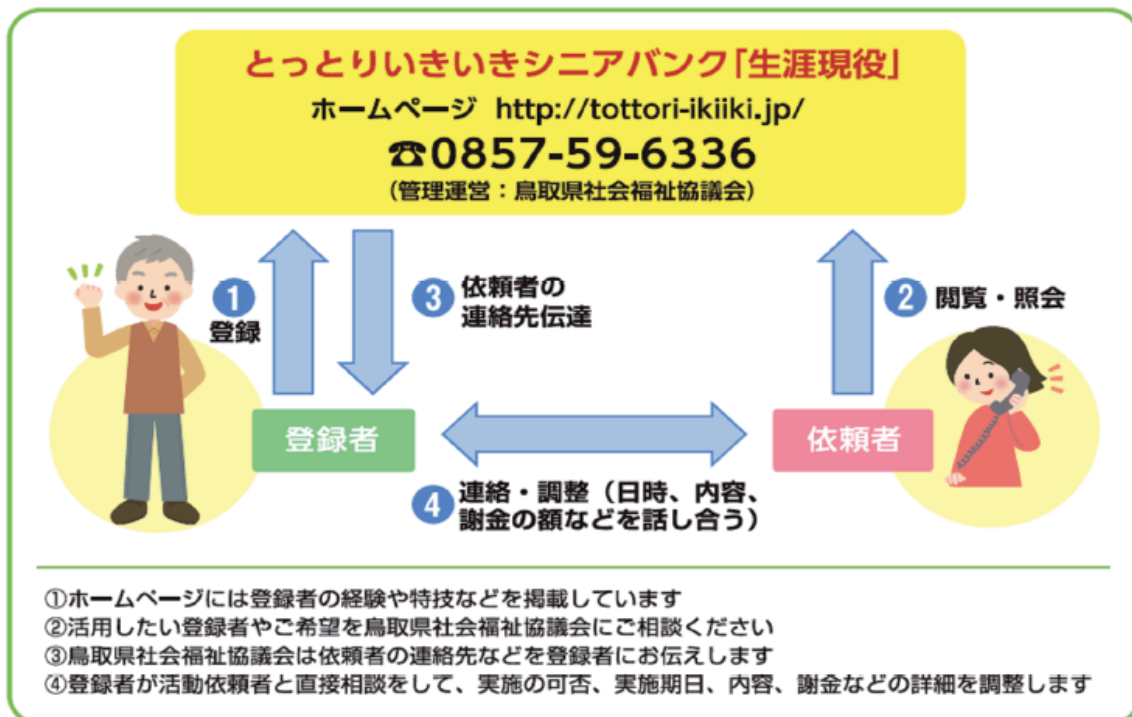 とっとりいきいきシニアバンク「生涯現役」
ホームページ http://tottori-ikiiki.jp/
☎0857-59-6336
(管理運営：鳥取県社会福祉協議会)
1
登録
3 依頼者の
連絡先伝達
2 閲覧・照会
登録者
依頼者
4 連絡・調整（日時、内容、
謝金の額などを話し合う）
①ホームページには登録者の経験や特技などを掲載しています
②活用したい登録者やご希望を鳥取県社会福祉協議会にご相談ください
③鳥取県社会福祉協議会は依頼者の連絡先などを登録者にお伝えします
④登録者が活動依頼者と直接相談をして、実施の可否、実施期日、内容、謝金などの詳細を調整します